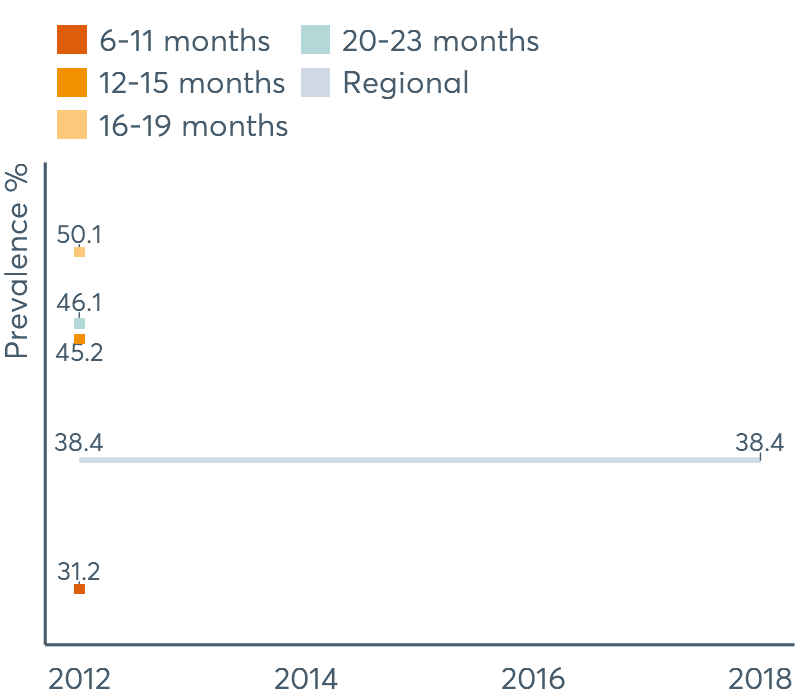 6-11 months
20-23 months
12-15 months
Regional
16-19 months
Prevalence %
50.1
46.1
45.2
38.4
38.4
31.2
2012
2014
2016
2018